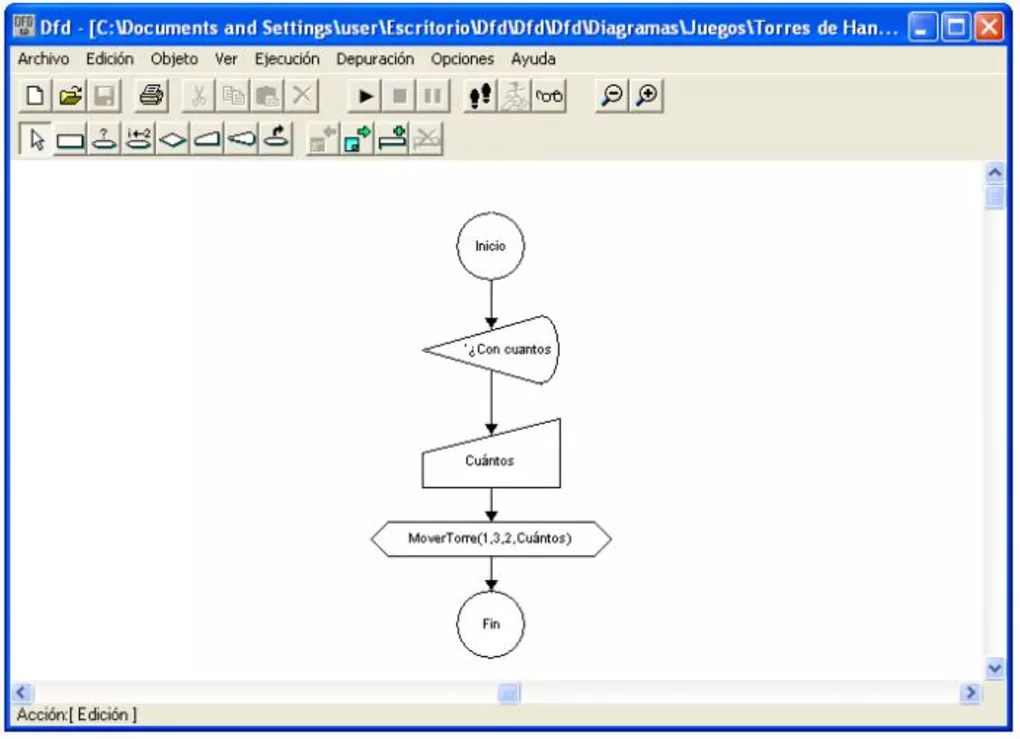 Dfd - [C:\Documents and Settings\user\Escritorio\Dfd\Dfd\Dfd\Diagramas\Juegos\Torres de Han...
Archivo Edición Objeto Ver Ejecución Depuración Opciones Ayuda
Inicio
'¿Con cuantos
Cuántos
MoverTorre(1,3,2,Cuántos)
Fin
Acción:[ Edición ]